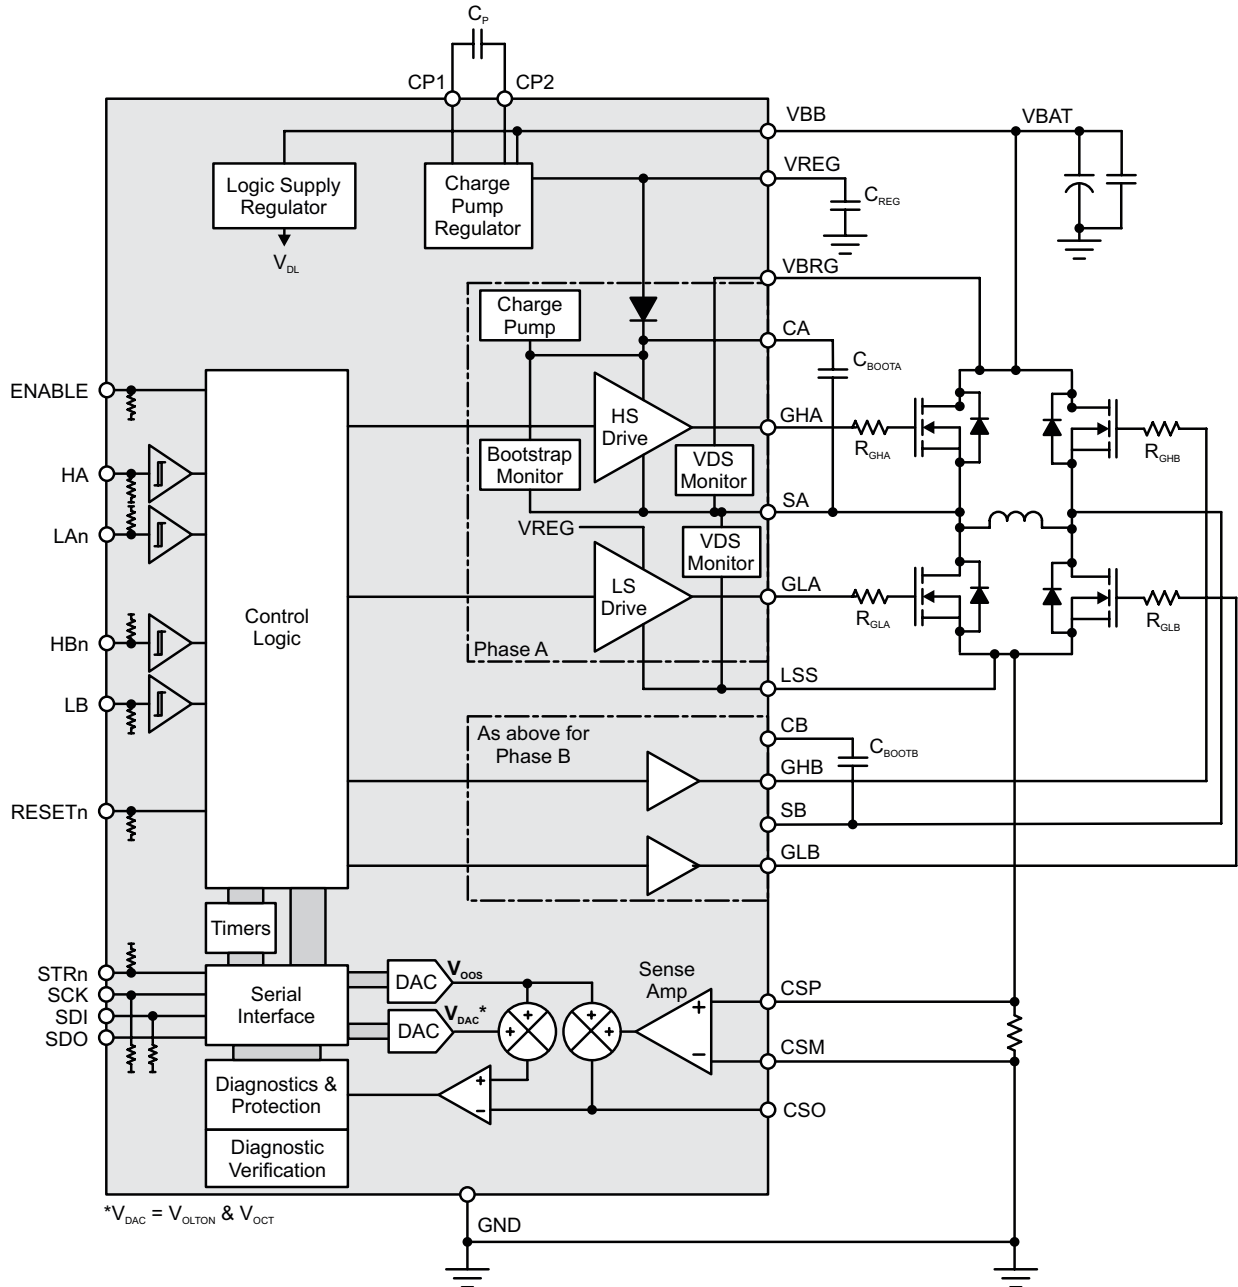 CP
CP1
CP2
VBB
VBAT
VREG
CREG
Logic Supply
Regulator
VDL
Charge
Pump
Regulator
VBRG
Charge
Pump
CA
CBOOTA
ENABLE
HS
Drive
GHA
RGHA
RGHB
HA
Bootstrap
Monitor
VDS
Monitor
SA
LAn
VREG
VDS
Monitor
LS
Drive
GLA
RGLA
RGLB
Control
Logic
HBn
Phase A
LSS
LB
As above for
Phase B
CB
CBOOTB
GHB
RESETn
SB
GLB
Timers
STRn
SCK
SDI
SDO
Serial
Interface
DAC
VOOS
DAC
VDAC*
+
+
+
+
Sense
Amp
+
−
CSP
CSM
Diagnostics &
Protection
+
−
CSO
Diagnostic
Verification
*VDAC = VOLTON & VOCT
GND